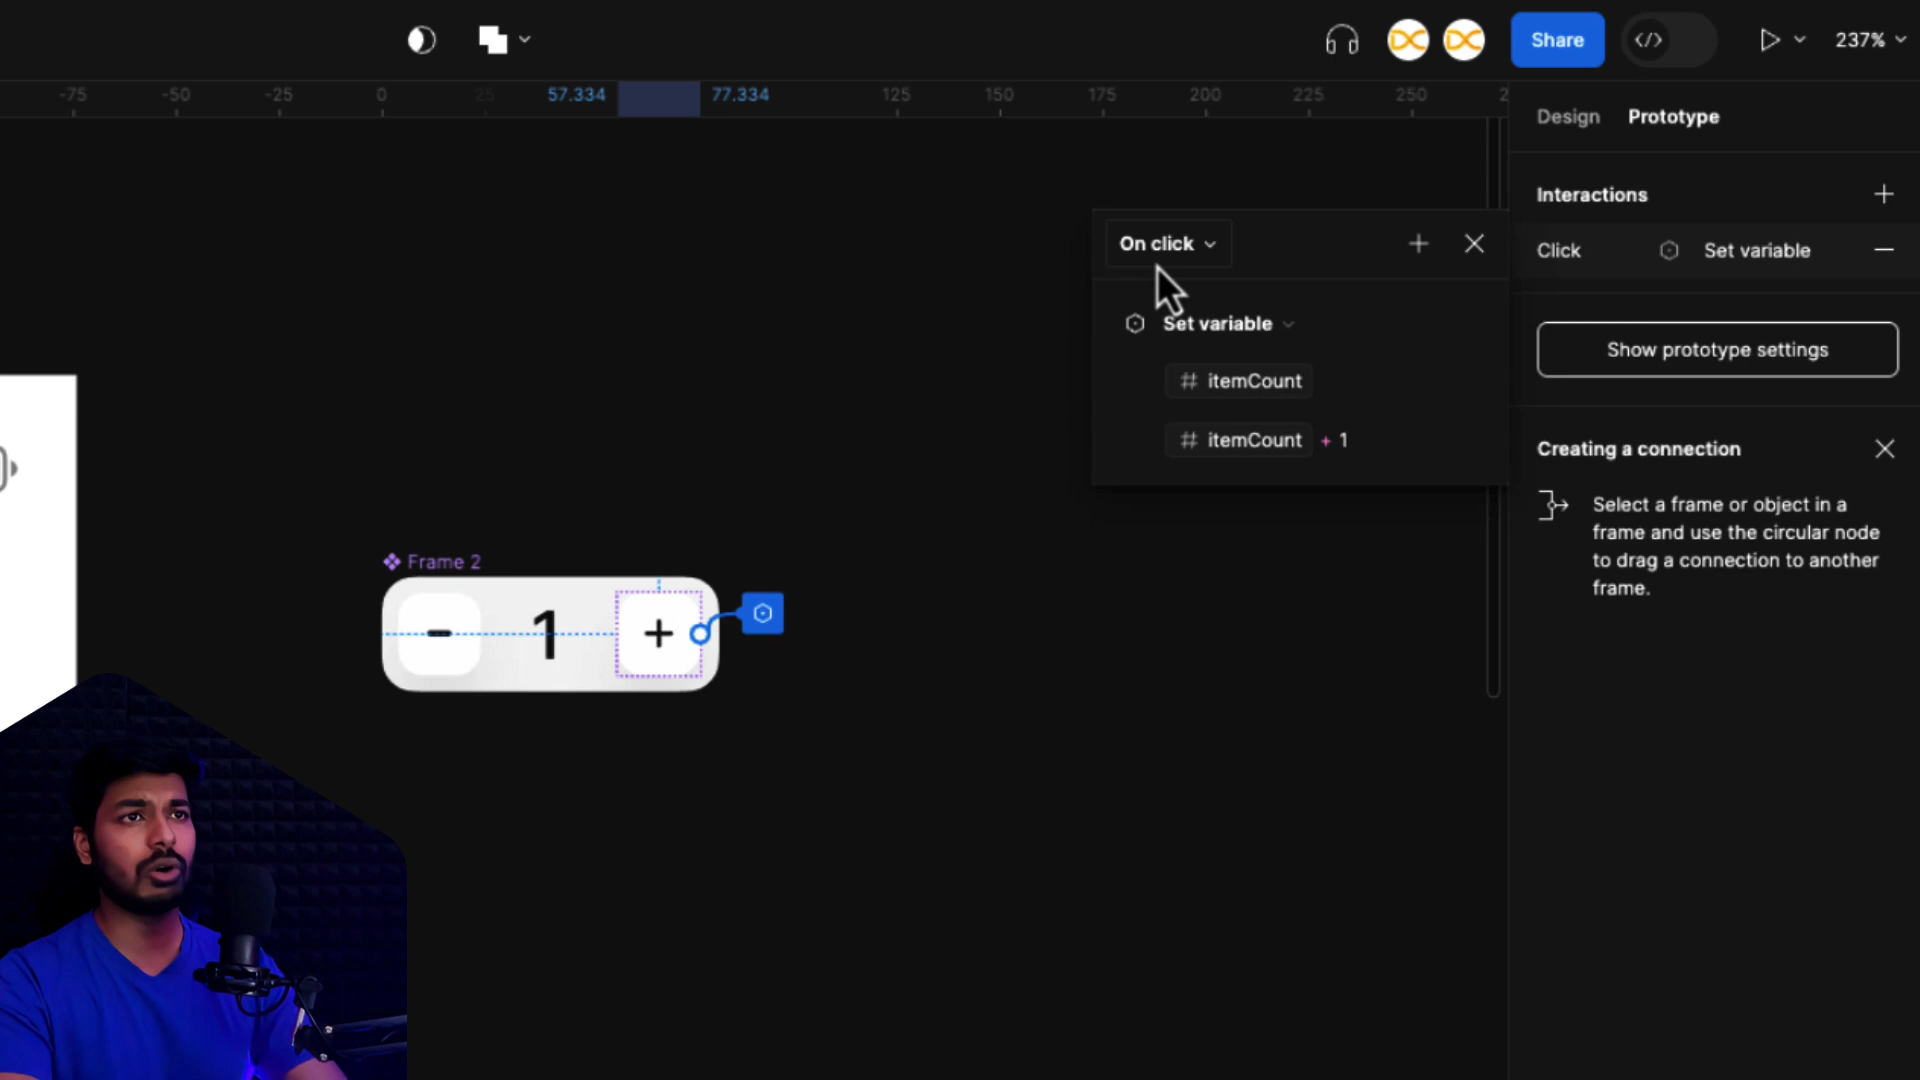 Share
</>
237%
-75 -50 -25 0 25 57.334 77.334 125 150 175 200 225 250 2
Design Prototype
Interactions
Click Set variable
Show prototype settings
Creating a connection
Select a frame or object in a
frame and use the circular node
to drag a connection to another
frame.
On click
Set variable
# itemCount
# itemCount + 1
Frame 2
- 1 +